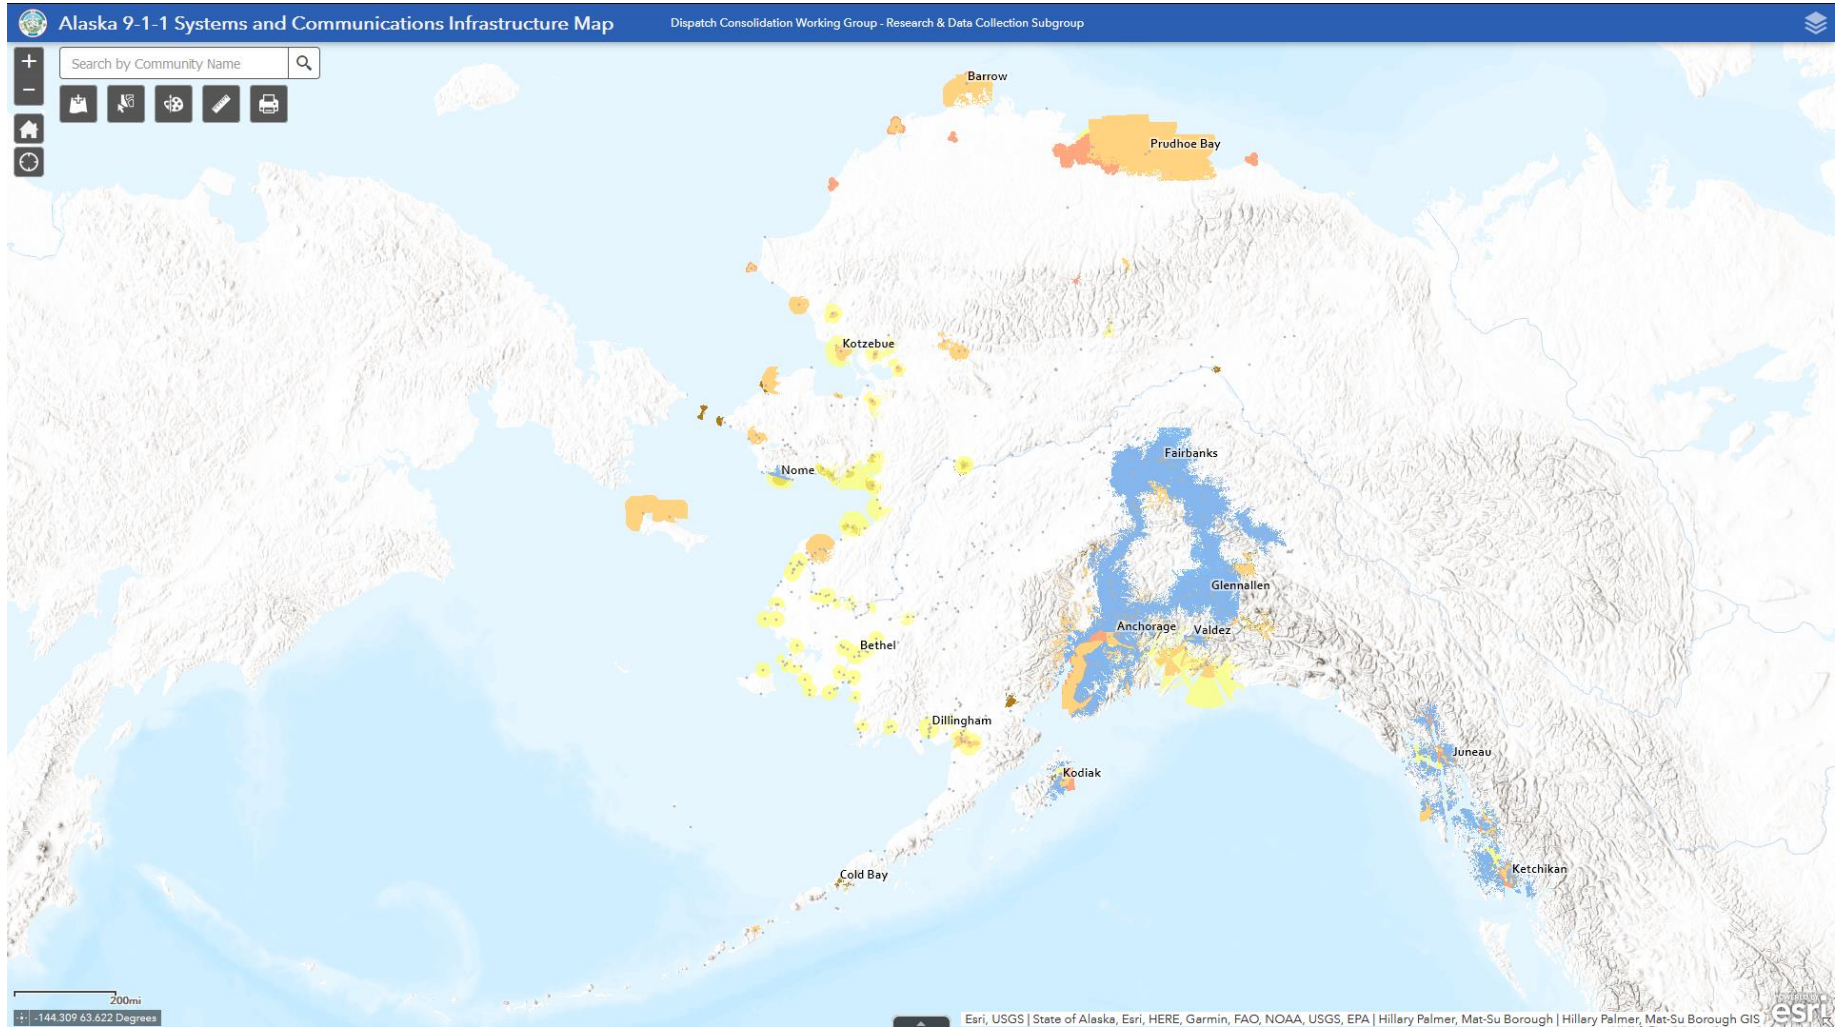 Alaska 9-1-1 Systems and Communications Infrastructure Map
Dispatch Consolidation Working Group - Research & Data Collection Subgroup
+
Search by Community Name
−
Barrow
Prudhoe Bay
Kotzebue
Fairbanks
Nome
Glennallen
Anchorage
Valdez
Bethel
Dillingham
Juneau
Kodiak
Ketchikan
Cold Bay
200mi
-144.309 63.622 Degrees
Esri, USGS | State of Alaska, Esri, HERE, Garmin, FAO, NOAA, USGS, EPA | Hillary Palmer, Mat-Su Borough | Hillary Palmer, Mat-Su Borough GIS
POWERED BY
esri